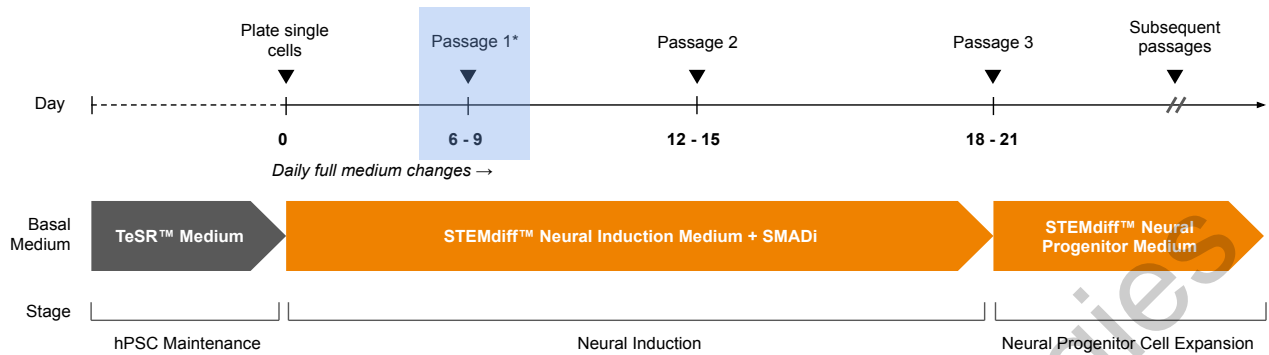 Plate single
cells
Passage 1*
Passage 2
Passage 3
Subsequent
passages
Day
0
6 - 9
12 - 15
18 - 21
Daily full medium changes →
Basal
Medium
TeSR™ Medium
STEMdiff™ Neural Induction Medium + SMADi
STEMdiff™ Neural
Progenitor Medium
Stage
hPSC Maintenance
Neural Induction
Neural Progenitor Cell Expansion
gies